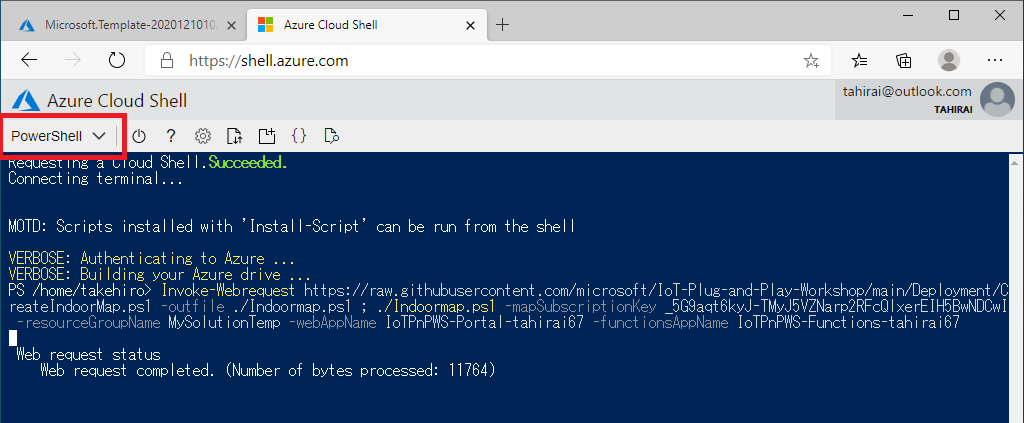 Microsoft.Template-2020121010
Azure Cloud Shell
https://shell.azure.com
Azure Cloud Shell
tahirai@outlook.com
TAHIRAI
PowerShell
Requesting a Cloud Shell.Succeeded.
Connecting terminal...
MOTD: Scripts installed with 'Install-Script' can be run from the shell
VERBOSE: Authenticating to Azure ...
VERBOSE: Building your Azure drive ...
PS /home/takehiro> Invoke-Webrequest https://raw.githubusercontent.com/microsoft/IoT-Plug-and-Play-Workshop/main/Deployment/C
reateIndoorMap.ps1 -outfile ./Indoormap.ps1 ; ./Indoormap.ps1 -mapSubscriptionKey _5G9aqt6kyJ-TMyJ5VZNarp2RFcQlxerEIH5BwNDCwI
-resourceGroupName MySolutionTemp -webAppName IoTPnPWS-Portal-tahirai67 -functionsAppName IoTPnPWS-Functions-tahirai67
Web request status
Web request completed. (Number of bytes processed: 11764)